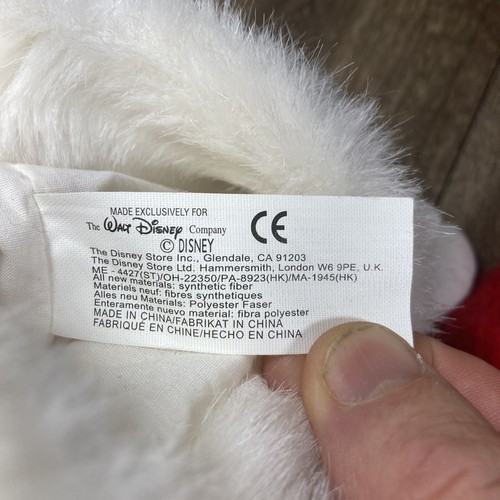 MADE EXCLUSIVELY FOR
The Walt Disney Company CE
© DISNEY
The Disney Store Inc., Glendale, CA 91203
The Disney Store Ltd. Hammersmith, London W6 9PE, U.K.
ME - 4427(ST)/OH-22350/PA-8923(HK)/MA-1945(HK)
All new materials: synthetic fiber
Materiels neuf: fibres synthetiques
Alles neu Materials: Polyester Faser
Enteramente nuevo material: fibra polyester
MADE IN CHINA/FABRIKAT IN CHINA
FABRIQUÉ EN CHINE/HECHO EN CHINA